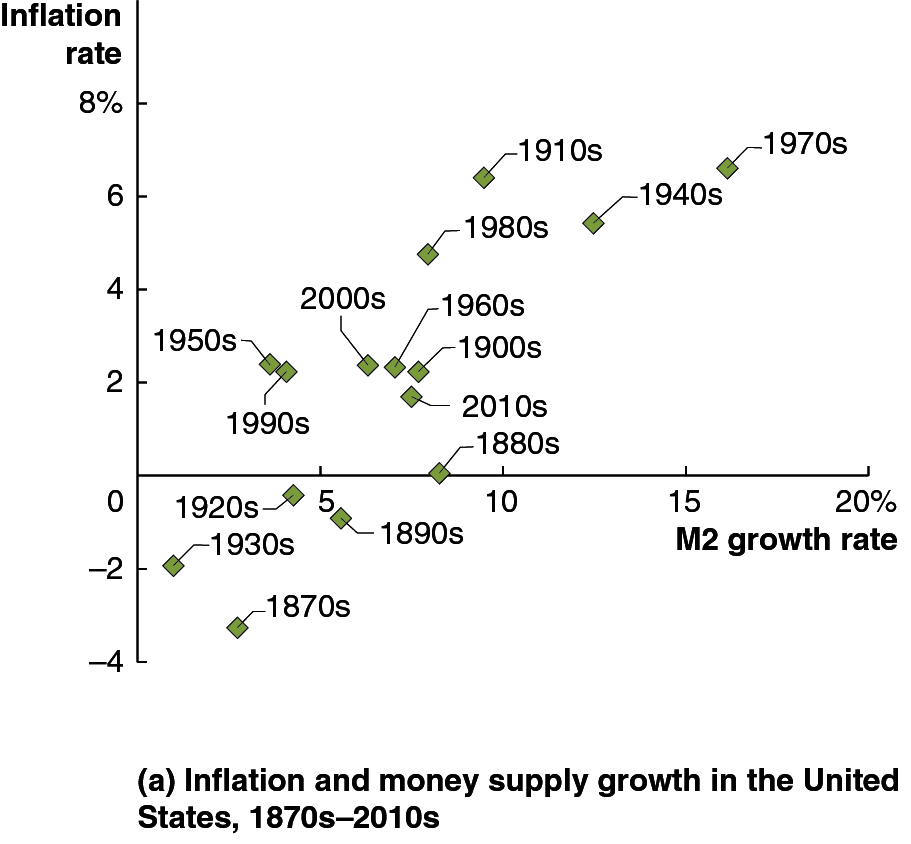 Inflation
rate
8%
1910s
1970s
6
1940s
1980s
4
2000s
1960s
1950s
1900s
2
1990s
2010s
1880s
0
5
10
15
20%
1920s
1890s
M2 growth rate
1930s
–2
1870s
–4
(a) Inflation and money supply growth in the United
States, 1870s–2010s